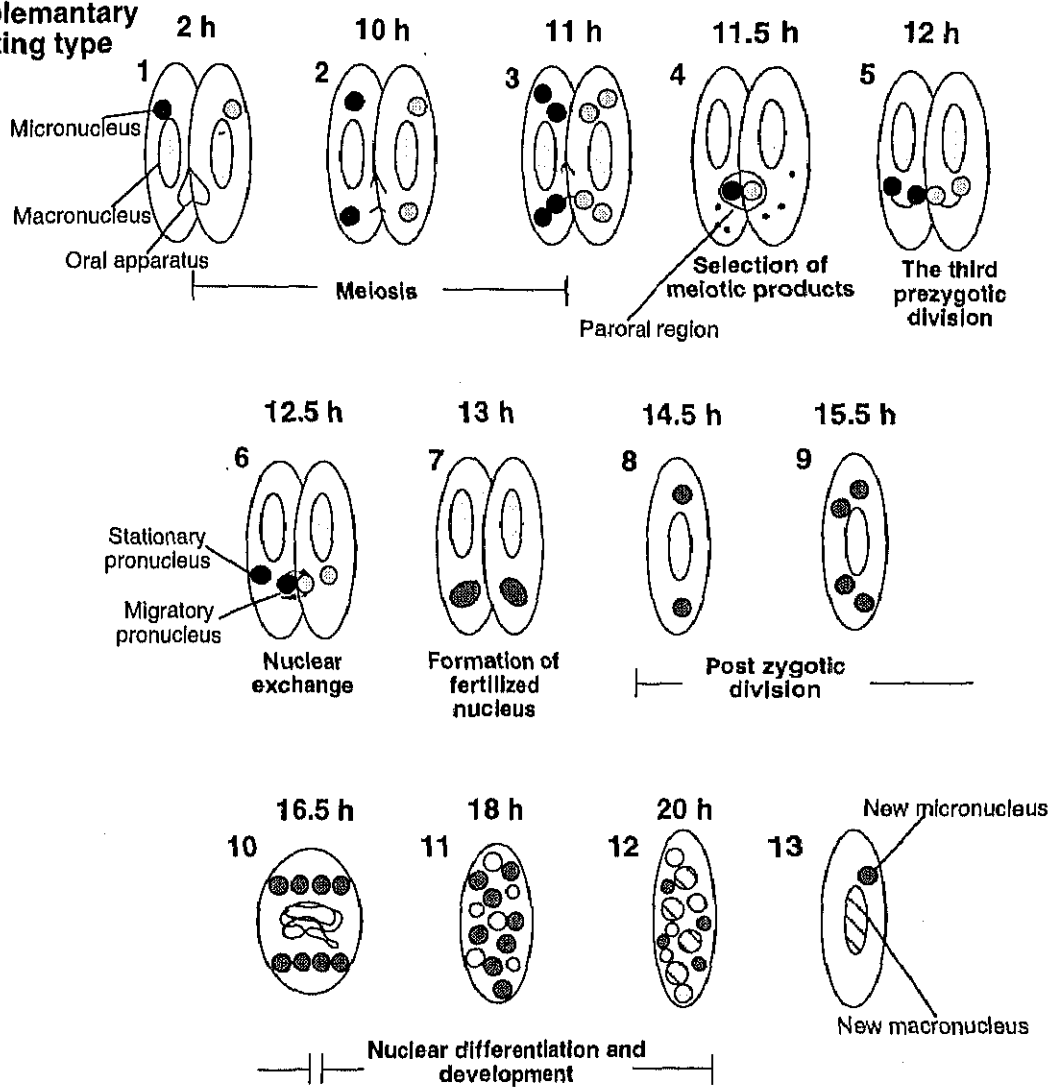 2 h 10 h 11 h 11.5 h 12 h
1 2 3 4 5
Micronucleus
Macronucleus
Oral apparatus
Meiosis
Selection of
meiotic products
The third
prezygotic
division
Paroral region
12.5 h 13 h 14.5 h 15.5 h
6 7 8 9
Stationary
pronucleus
Migratory
pronucleus
Nuclear
exchange
Formation of
fertilized
nucleus
Post zygotic
division
16.5 h 18 h 20 h
10 11 12 13
New micronucleus
New macronucleus
Nuclear differentiation and
development